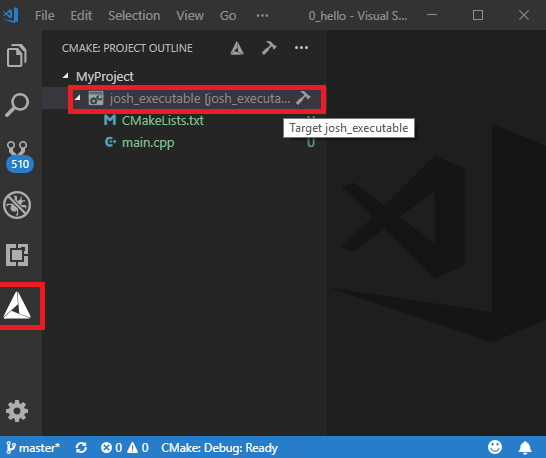 File Edit Selection View Go ··· 0_hello - Visual S...
CMAKE: PROJECT OUTLINE
MyProject
josh_executable [josh_executa...
CMakeLists.txt
Target josh_executable
main.cpp U
510
master* 0 0 CMake: Debug: Ready